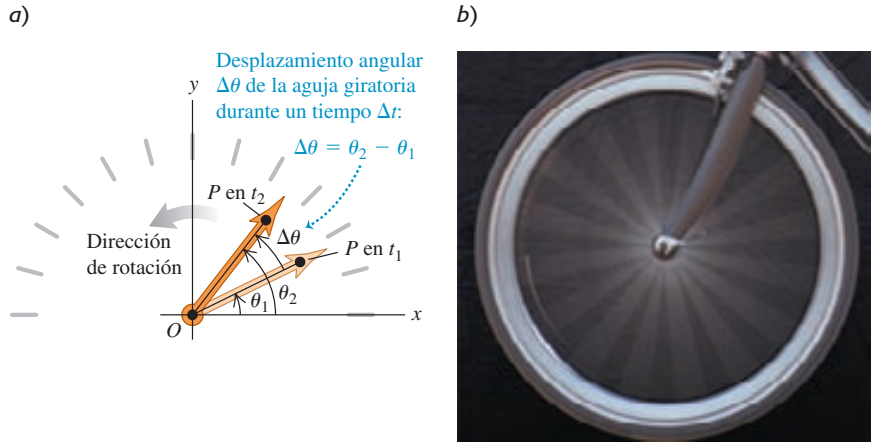 a)
b)
Desplazamiento angular
Δθ de la aguja giratoria
durante un tiempo Δt:
Δθ = θ₂ − θ₁
y
P en t₂
Δθ
P en t₁
Dirección
de rotación
θ₁
θ₂
x
O